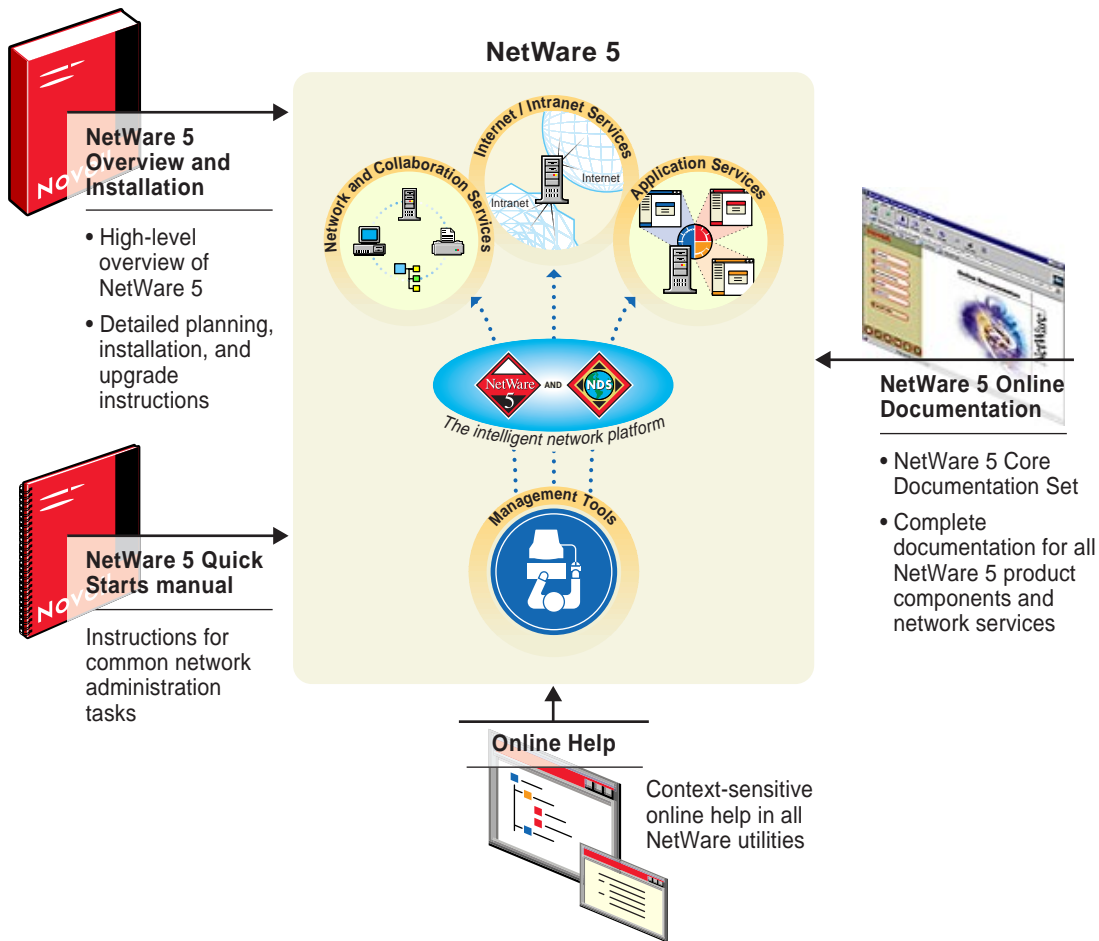 NetWare 5
NetWare 5
Overview and
Installation
• High-level
overview of
NetWare 5
• Detailed planning,
installation, and
upgrade
instructions
NetWare 5 Quick
Starts manual
Instructions for
common network
administration
tasks
Network and Collaboration Services
Internet / Intranet Services
Internet
Intranet
Application Services
NetWare
5
AND
NDS
The intelligent network platform
Management Tools
Online Documentation
NetWare
NetWare 5 Online
Documentation
• NetWare 5 Core
Documentation Set
• Complete
documentation for all
NetWare 5 product
components and
network services
Online Help
Context-sensitive
online help in all
NetWare utilities